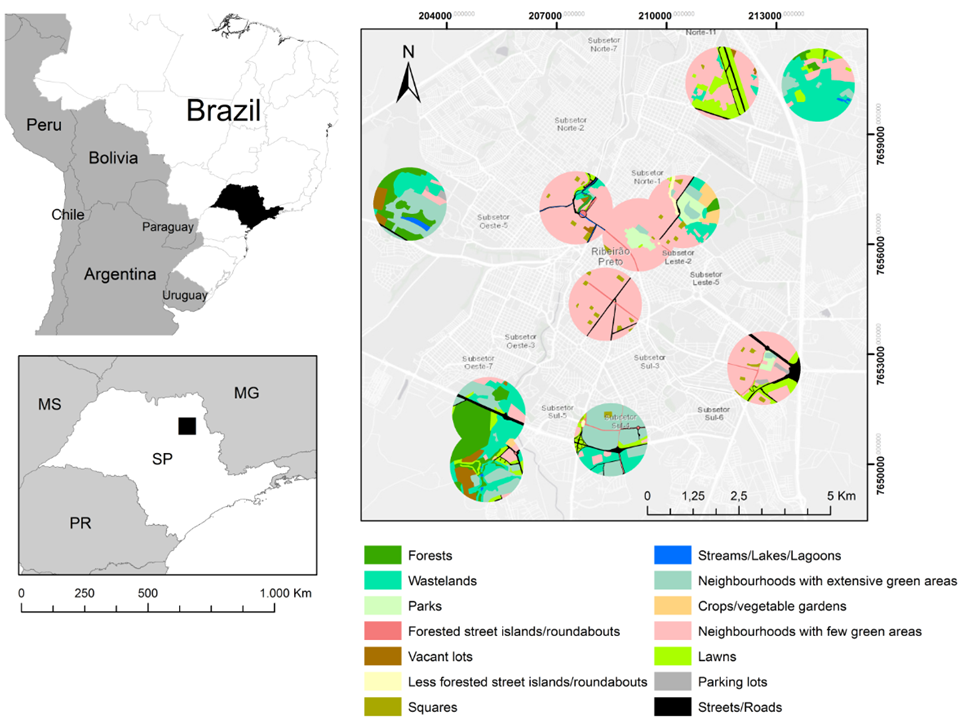 Brazil
Peru
Bolivia
Chile
Paraguay
Argentina
Uruguay
MS
MG
SP
PR
0 250 500 1.000 Km
204000 207000 210000 213000
N
Subsetor
Norte-7
Norte-11
Subsetor
Norte-2
Subsetor
Norte-1
Subsetor
Oeste-5
Ribeirão
Preto
Subsetor
Leste-2
Subsetor
Leste-5
Subsetor
Oeste-3
Subsetor
Oeste-7
Subsetor
Sul-3
Subsetor
Sul-5
Subsetor
Sul-4
Subsetor
Sul-6
7659000
7656000
7653000
7650000
0 1,25 2,5 5 Km
Forests
Wastelands
Parks
Forested street islands/roundabouts
Vacant lots
Less forested street islands/roundabouts
Squares
Streams/Lakes/Lagoons
Neighbourhoods with extensive green areas
Crops/vegetable gardens
Neighbourhoods with few green areas
Lawns
Parking lots
Streets/Roads